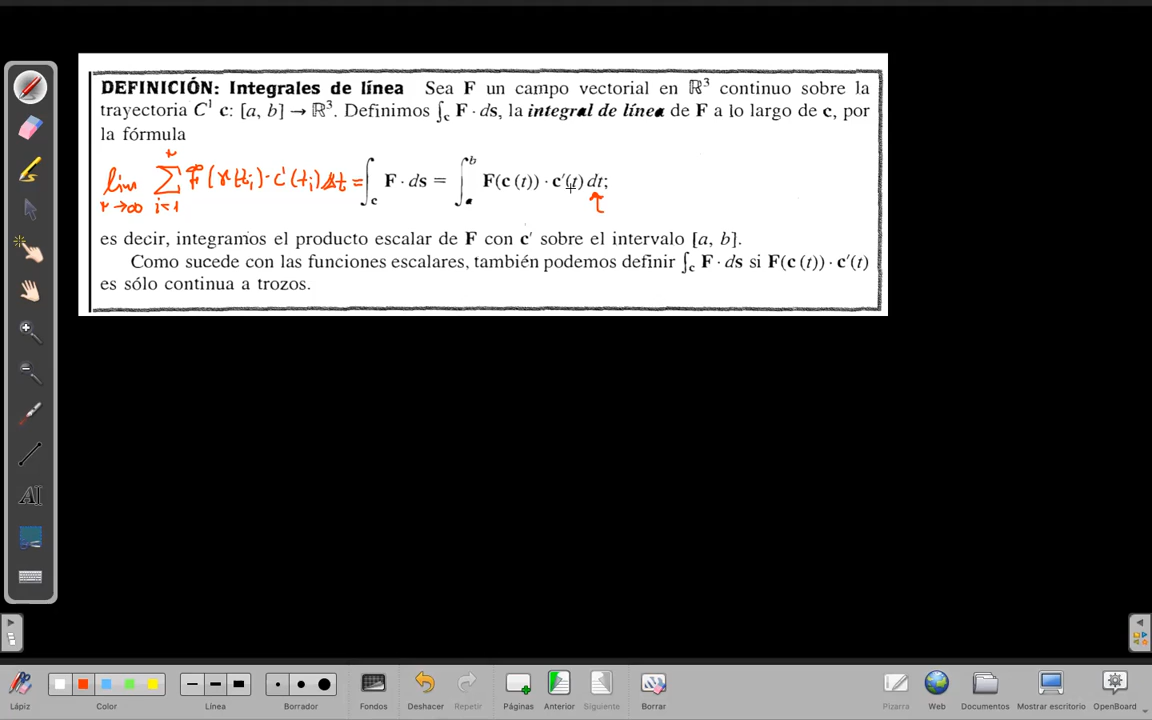 DEFINICIÓN: Integrales de línea Sea F un campo vectorial en ℝ³ continuo sobre la
trayectoria C¹ c: [a, b] → ℝ³. Definimos ∫c F · ds, la integral de línea de F a lo largo de c, por
la fórmula
lim n→∞ ∑ i=1 n F(r(ti)·c'(ti)Δt = ∫c F · ds = ∫a b F(c (t)) · c′(t) dt;
es decir, integramos el producto escalar de F con c′ sobre el intervalo [a, b].
Como sucede con las funciones escalares, también podemos definir ∫c F · ds si F(c (t)) · c′(t)
es sólo continua a trozos.
Lápiz Color Línea Borrador Fondos Deshacer Repetir Páginas Anterior Siguiente Borrar Pizarra Web Documentos Mostrar escritorio OpenBoard